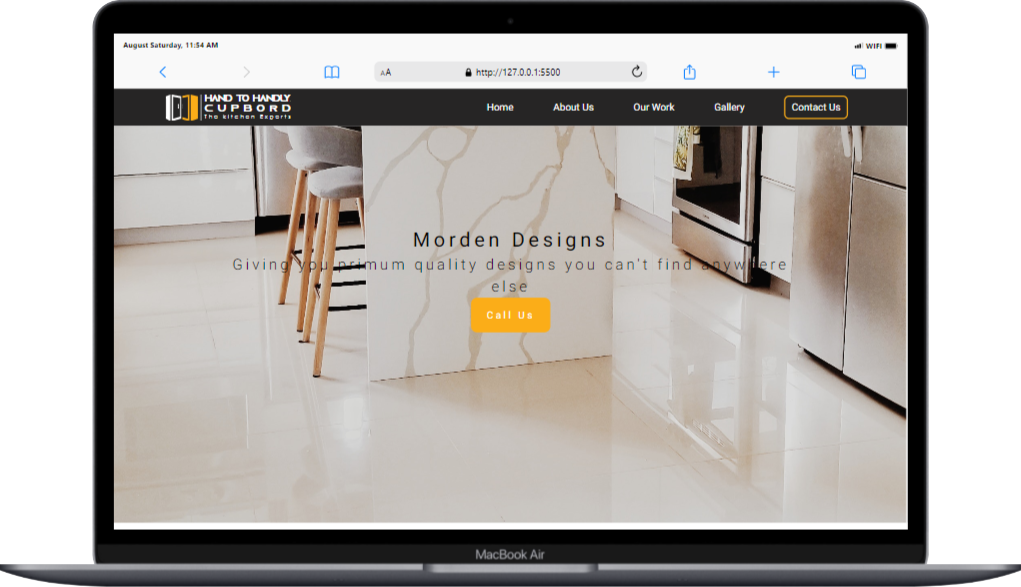 August Saturday, 11:54 AM
WIFI
AA
http://127.0.0.1:5500
HAND TO HANDLY
CUPBORD
The kitchen Experts
Home
About Us
Our Work
Gallery
Contact Us
Morden Designs
Giving you primum quality designs you can't find anywhere
else
Call Us
MacBook Air